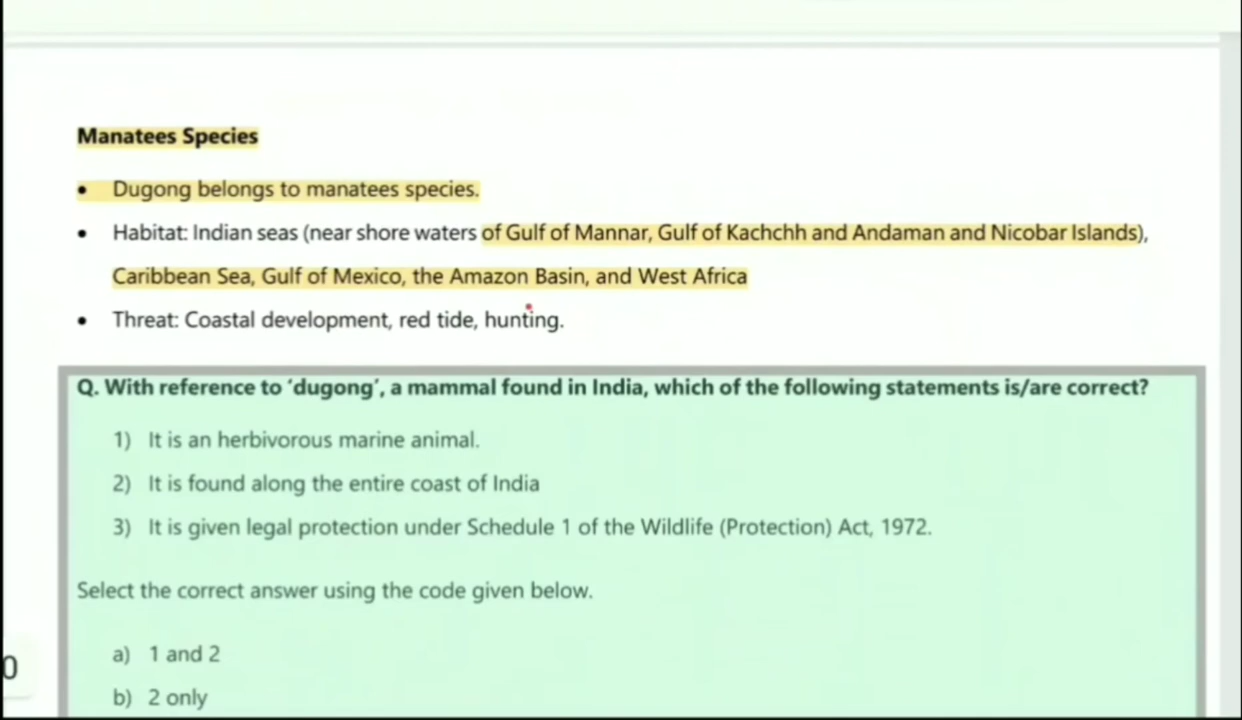 Manatees Species
• Dugong belongs to manatees species.
• Habitat: Indian seas (near shore waters of Gulf of Mannar, Gulf of Kachchh and Andaman and Nicobar Islands),
Caribbean Sea, Gulf of Mexico, the Amazon Basin, and West Africa
• Threat: Coastal development, red tide, hunting.
Q. With reference to ‘dugong’, a mammal found in India, which of the following statements is/are correct?
1) It is an herbivorous marine animal.
2) It is found along the entire coast of India
3) It is given legal protection under Schedule 1 of the Wildlife (Protection) Act, 1972.
Select the correct answer using the code given below.
a) 1 and 2
0
b) 2 only